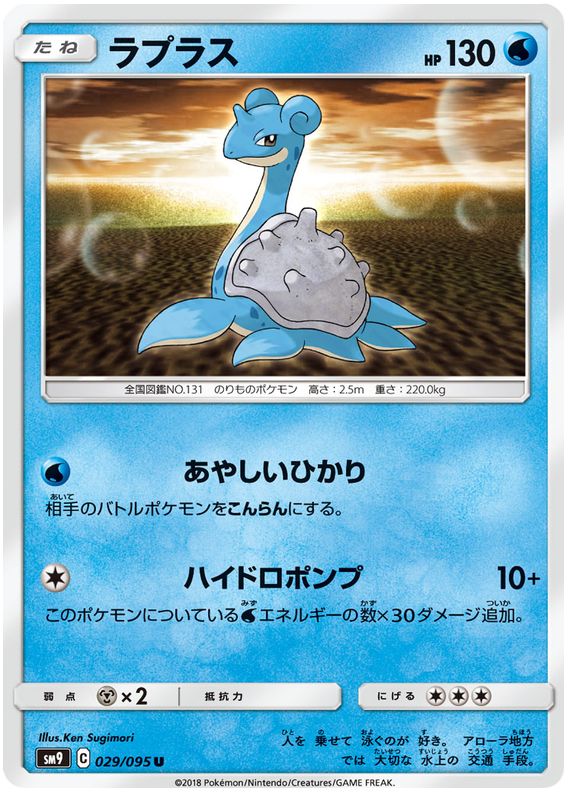 たね ラプラス HP 130
全国図鑑NO.131 のりものポケモン 高さ：2.5m 重さ：220.0kg
あやしいひかり
相手のバトルポケモンをこんらんにする。
ハイドロポンプ 10+
このポケモンについているエネルギーの数×30ダメージ追加。
弱点 ×2 抵抗力 にげる
Illus.Ken Sugimori
人を 乗せて 泳ぐのが 好き。 アローラ地方
では 大切な 水上の 交通 手段。
SM9 C 029/095 U
©2018 Pokémon/Nintendo/Creatures/GAME FREAK.